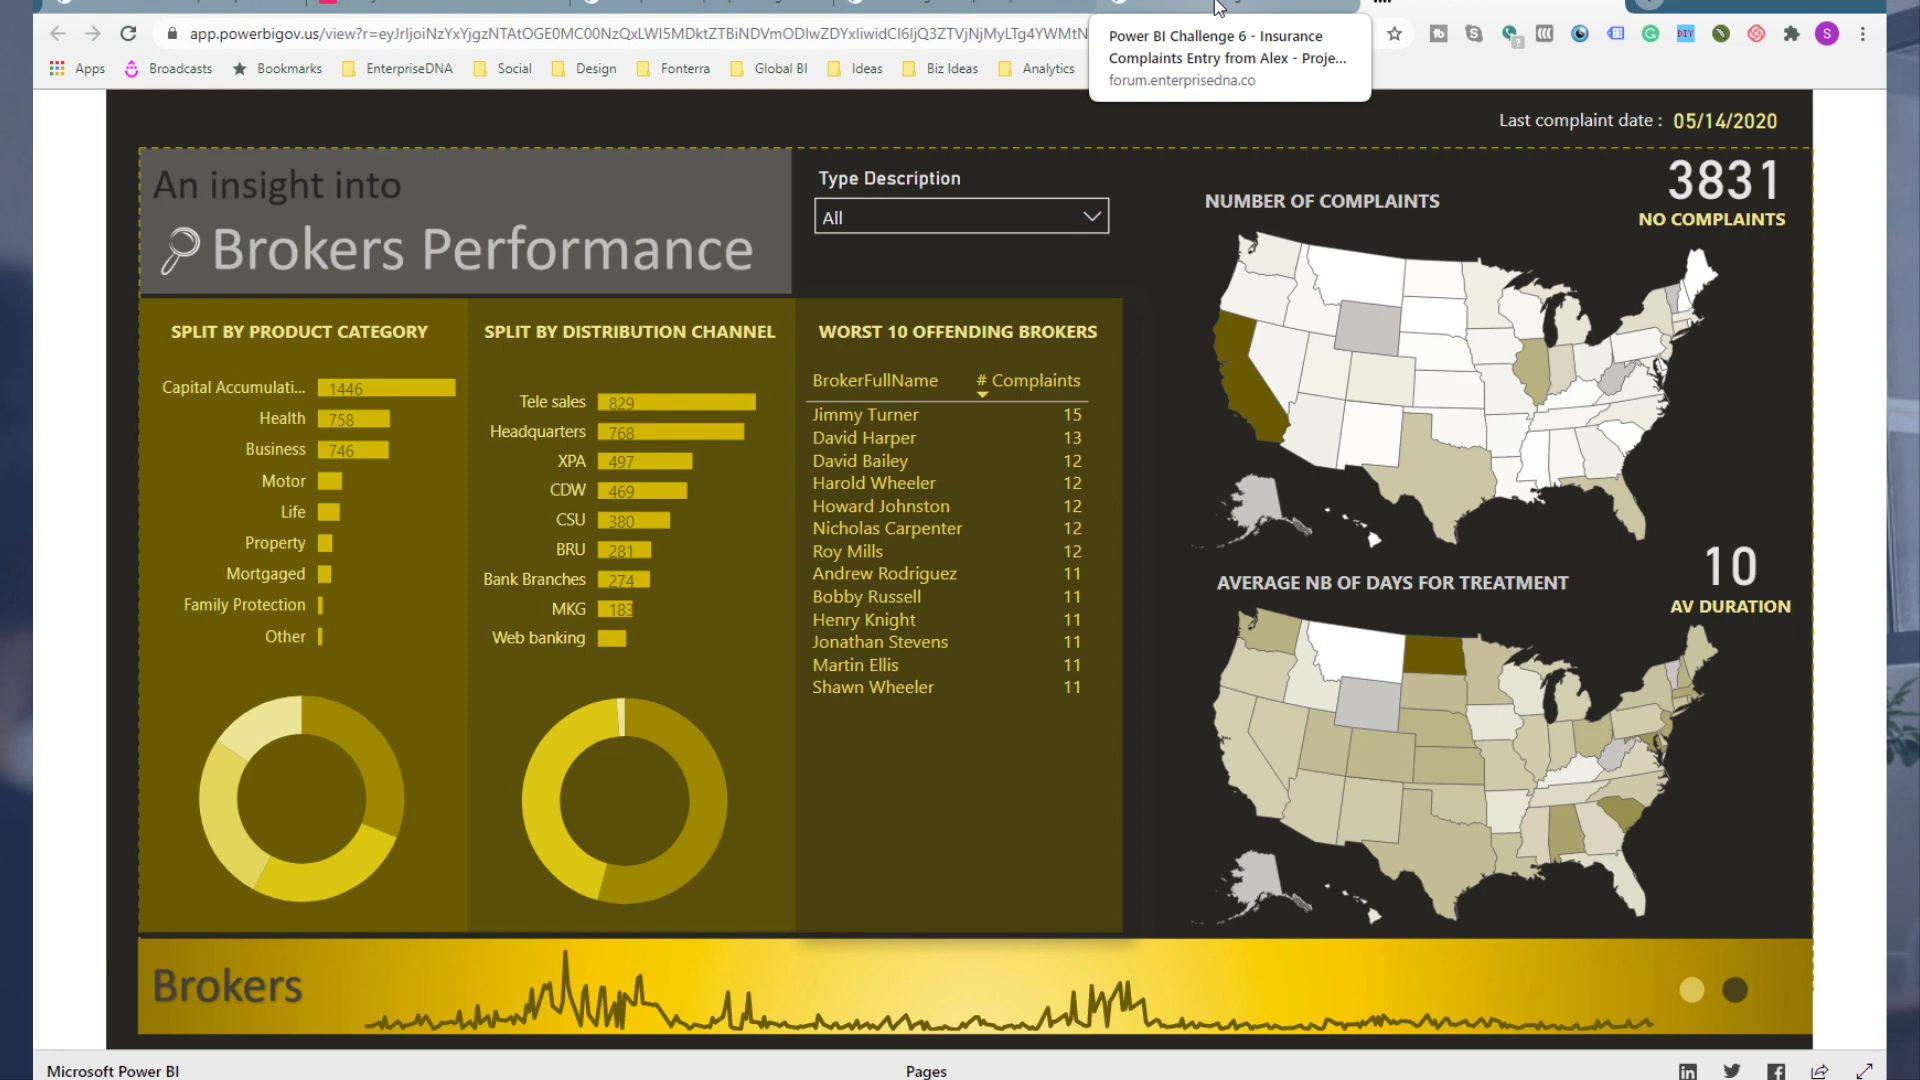 app.powerbigov.us/view?r=eyJrIjoiNzYxYjgzNTAtOGE0MC00NzQxLWI5MDktZTBiNDVmODIwZDYxIiwidCI6IjQ3ZTVjNjMyLTg4YWMtN
Power BI Challenge 6 - Insurance
Complaints Entry from Alex - Proje...
forum.enterprisedna.co
S
Apps
Broadcasts
Bookmarks
EnterpriseDNA
Social
Design
Fonterra
Global BI
Ideas
Biz Ideas
Analytics
Last complaint date : 05/14/2020
An insight into
Brokers Performance
Type Description
All
NUMBER OF COMPLAINTS
3831
NO COMPLAINTS
SPLIT BY PRODUCT CATEGORY
Capital Accumulati... 1446
Health 758
Business 746
Motor
Life
Property
Mortgaged
Family Protection
Other
SPLIT BY DISTRIBUTION CHANNEL
Tele sales 829
Headquarters 768
XPA 497
CDW 469
CSU 380
BRU 281
Bank Branches 274
MKG 183
Web banking
WORST 10 OFFENDING BROKERS
BrokerFullName # Complaints
Jimmy Turner 15
David Harper 13
David Bailey 12
Harold Wheeler 12
Howard Johnston 12
Nicholas Carpenter 12
Roy Mills 12
Andrew Rodriguez 11
Bobby Russell 11
Henry Knight 11
Jonathan Stevens 11
Martin Ellis 11
Shawn Wheeler 11
AVERAGE NB OF DAYS FOR TREATMENT
10
AV DURATION
Brokers
Microsoft Power BI
Pages